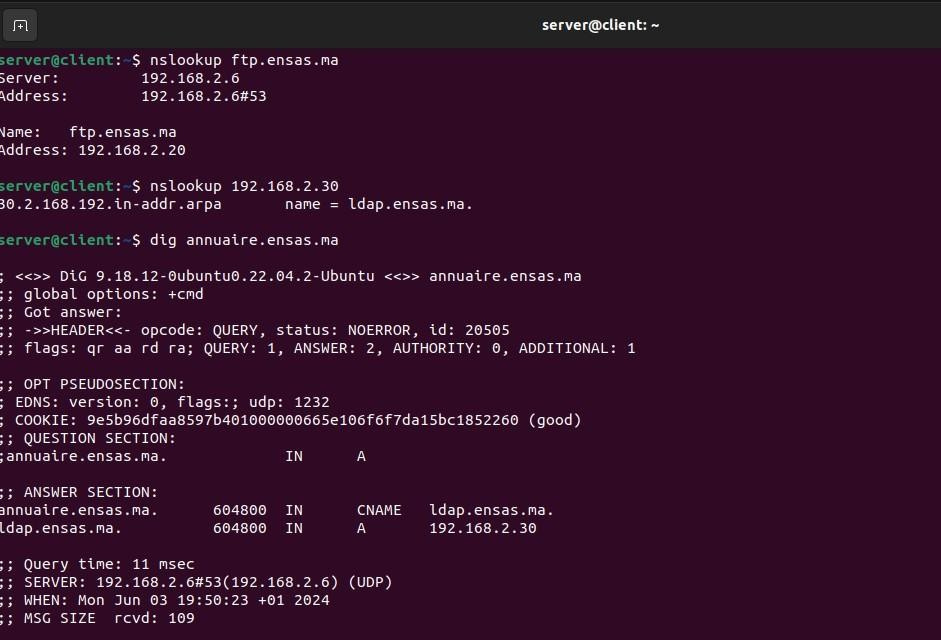 server@client: ~
server@client:~$ nslookup ftp.ensas.ma
Server: 192.168.2.6
Address: 192.168.2.6#53
Name: ftp.ensas.ma
Address: 192.168.2.20
server@client:~$ nslookup 192.168.2.30
30.2.168.192.in-addr.arpa name = ldap.ensas.ma.
server@client:~$ dig annuaire.ensas.ma
; <<>> DiG 9.18.12-0ubuntu0.22.04.2-Ubuntu <<>> annuaire.ensas.ma
;; global options: +cmd
;; Got answer:
;; ->>HEADER<<- opcode: QUERY, status: NOERROR, id: 20505
;; flags: qr aa rd ra; QUERY: 1, ANSWER: 2, AUTHORITY: 0, ADDITIONAL: 1
;; OPT PSEUDOSECTION:
; EDNS: version: 0, flags:; udp: 1232
; COOKIE: 9e5b96dfaa8597b401000000665e106f6f7da15bc1852260 (good)
;; QUESTION SECTION:
;annuaire.ensas.ma. IN A
;; ANSWER SECTION:
annuaire.ensas.ma. 604800 IN CNAME ldap.ensas.ma.
ldap.ensas.ma. 604800 IN A 192.168.2.30
;; Query time: 11 msec
;; SERVER: 192.168.2.6#53(192.168.2.6) (UDP)
;; WHEN: Mon Jun 03 19:50:23 +01 2024
;; MSG SIZE rcvd: 109